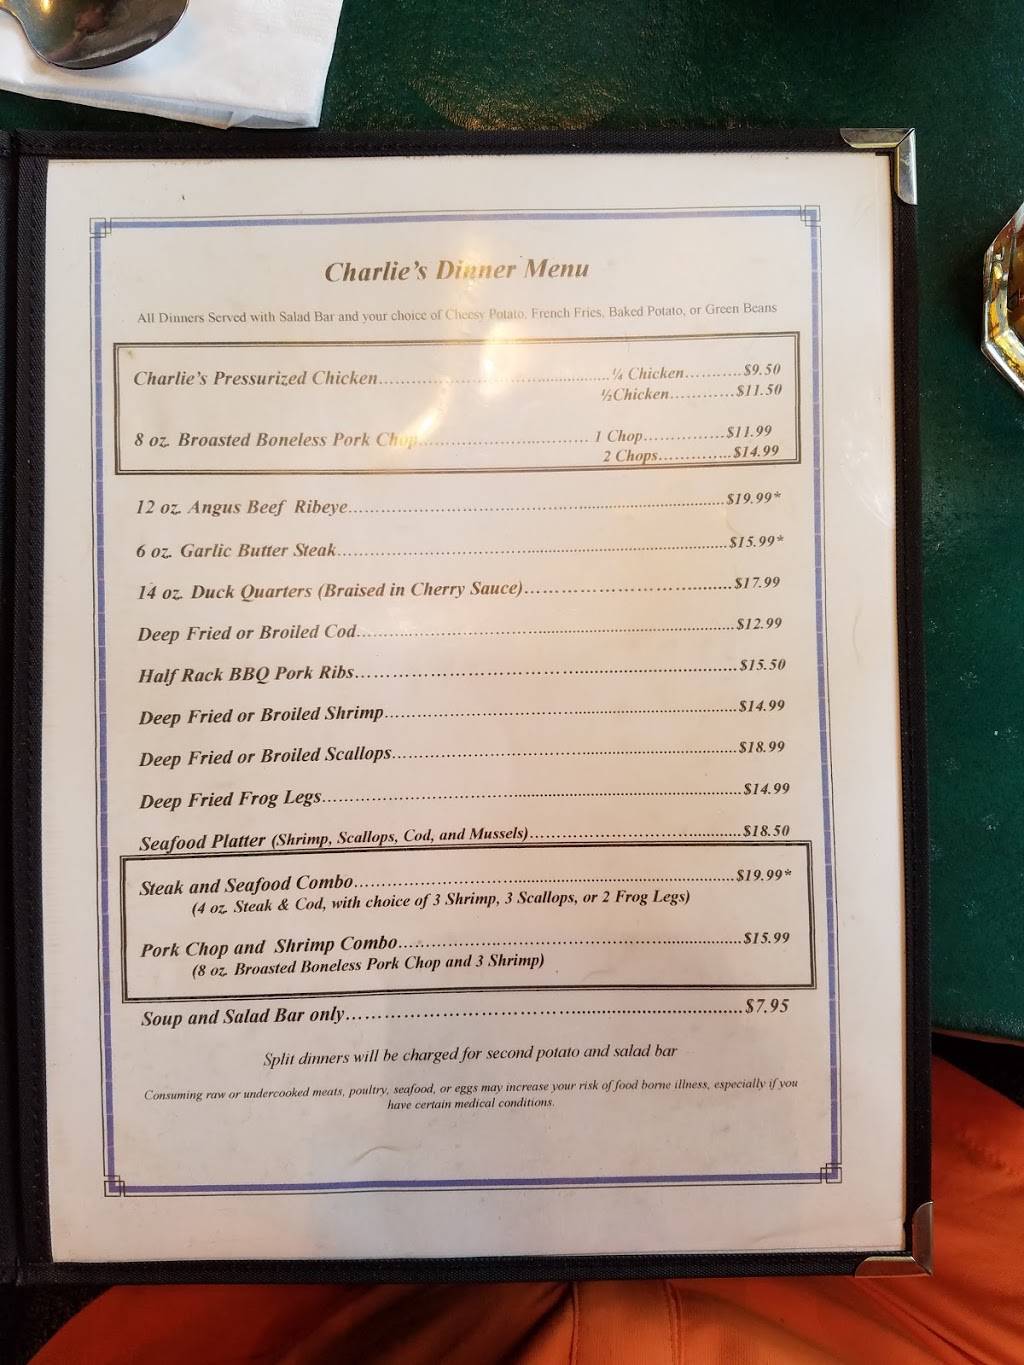 Charlie's Dinner Menu
All Dinners Served with Salad Bar and your choice of Cheesy Potato, French Fries, Baked Potato, or Green Beans
Charlie's Pressurized Chicken..........¼ Chicken..........$9.50
½Chicken............$11.50
8 oz. Broasted Boneless Pork Chop..........1 Chop..............$11.99
2 Chops.............$14.99
12 oz. Angus Beef Ribeye..........$19.99*
6 oz. Garlic Butter Steak..........$15.99*
14 oz. Duck Quarters (Braised in Cherry Sauce)..........$17.99
Deep Fried or Broiled Cod..........$12.99
Half Rack BBQ Pork Ribs..........$15.50
Deep Fried or Broiled Shrimp..........$14.99
Deep Fried or Broiled Scallops..........$18.99
Deep Fried Frog Legs..........$14.99
Seafood Platter (Shrimp, Scallops, Cod, and Mussels)..........$18.50
Steak and Seafood Combo..........$19.99*
(4 oz. Steak & Cod, with choice of 3 Shrimp, 3 Scallops, or 2 Frog Legs)
Pork Chop and Shrimp Combo..........$15.99
(8 oz. Broasted Boneless Pork Chop and 3 Shrimp)
Soup and Salad Bar only..........$7.95
Split dinners will be charged for second potato and salad bar
Consuming raw or undercooked meats, poultry, seafood, or eggs may increase your risk of food borne illness, especially if you
have certain medical conditions.